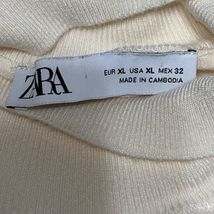 ZARA
EUR XL USA XL MEX 32
MADE IN CAMBODIA